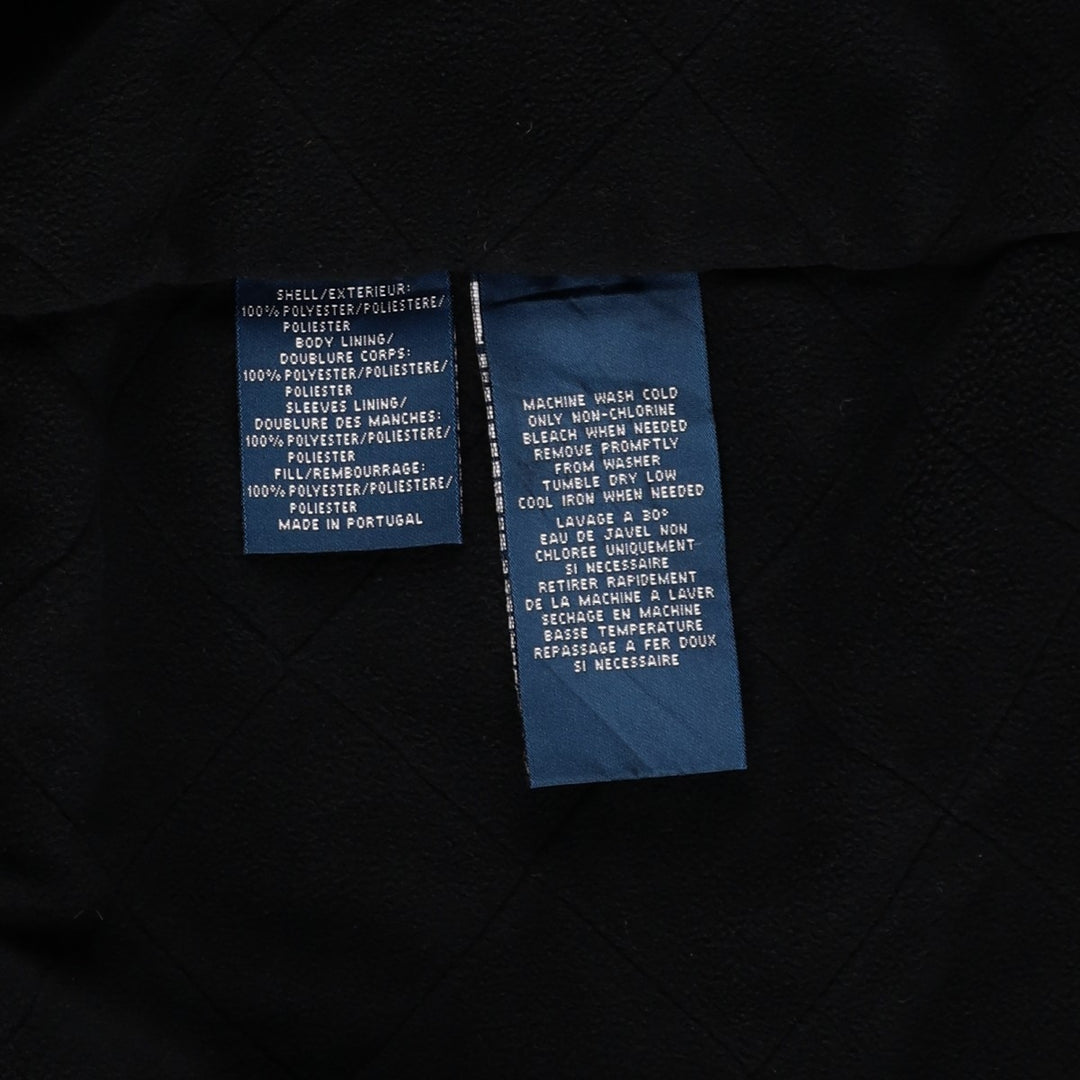 SHELL/EXTERIEUR:
100% POLYESTER/POLIESTERE/
POLIESTER
BODY LINING/
DOUBLURE CORPS:
100% POLYESTER/POLIESTERE/
POLIESTER
SLEEVES LINING/
DOUBLURE DES MANCHES:
100% POLYESTER/POLIESTERE/
POLIESTER
FILL/REMBOURRAGE:
100% POLYESTER/POLIESTERE/
POLIESTER
MADE IN PORTUGAL
MACHINE WASH COLD
ONLY NON-CHLORINE
BLEACH WHEN NEEDED
REMOVE PROMPTLY
FROM WASHER
TUMBLE DRY LOW
COOL IRON WHEN NEEDED
LAVAGE A 30°
EAU DE JAVEL NON
CHLOREE UNIQUEMENT
SI NECESSAIRE
RETIRER RAPIDEMENT
DE LA MACHINE A LAVER
SECHAGE EN MACHINE
BASSE TEMPERATURE
REPASSAGE A FER DOUX
SI NECESSAIRE